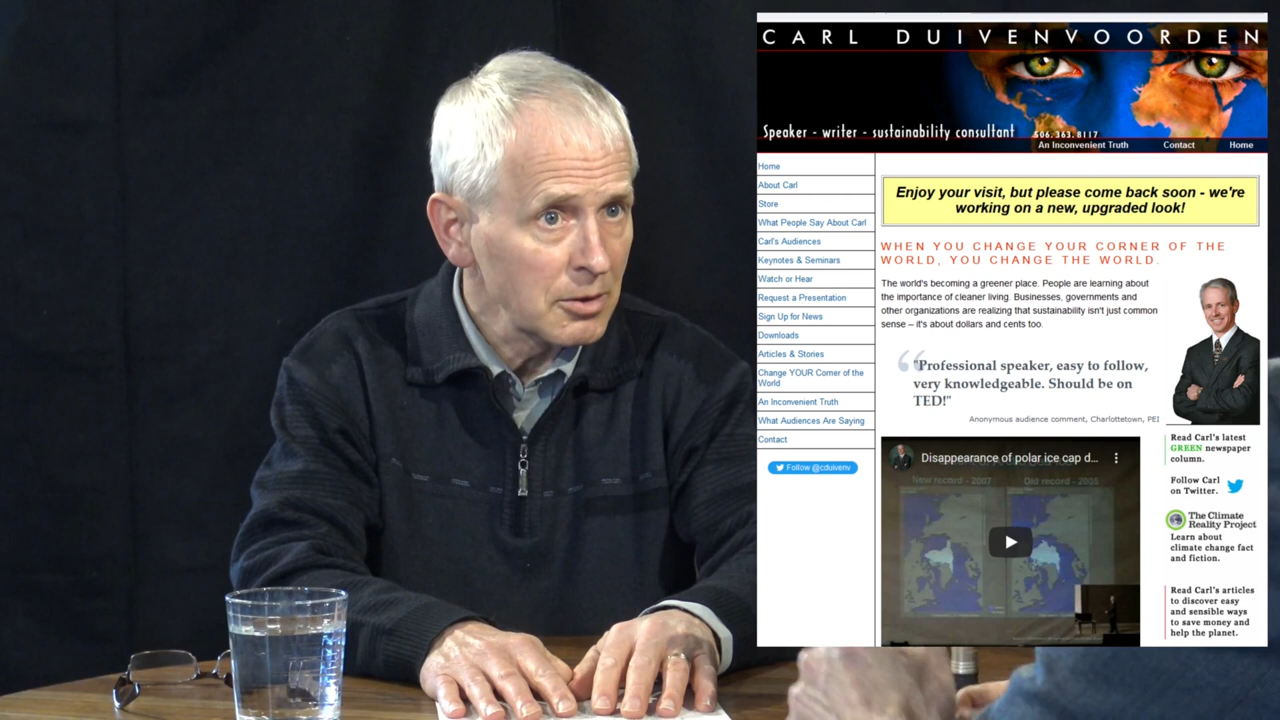 CARL DUIVENVOORDEN
Speaker - writer - sustainability consultant
506.363.8117
An Inconvenient Truth
Contact
Home
Home
About Carl
Store
What People Say About Carl
Carl's Audiences
Keynotes & Seminars
Watch or Hear
Request a Presentation
Sign Up for News
Downloads
Articles & Stories
Change YOUR Corner of the
World
An Inconvenient Truth
What Audiences Are Saying
Contact
Follow @cduivenv
Enjoy your visit, but please come back soon - we're
working on a new, upgraded look!
WHEN YOU CHANGE YOUR CORNER OF THE
WORLD, YOU CHANGE THE WORLD.
The world's becoming a greener place. People are learning about
the importance of cleaner living. Businesses, governments and
other organizations are realizing that sustainability isn't just common
sense – it's about dollars and cents too.
"Professional speaker, easy to follow,
very knowledgeable. Should be on
TED!"
Anonymous audience comment, Charlottetown, PEI
Disappearance of polar ice cap d...
New record - 2007
Old record - 2005
Read Carl's latest
GREEN newspaper
column.
Follow Carl
on Twitter.
The Climate
Reality Project
Learn about
climate change fact
and fiction.
Read Carl's articles
to discover easy
and sensible ways
to save money and
help the planet.